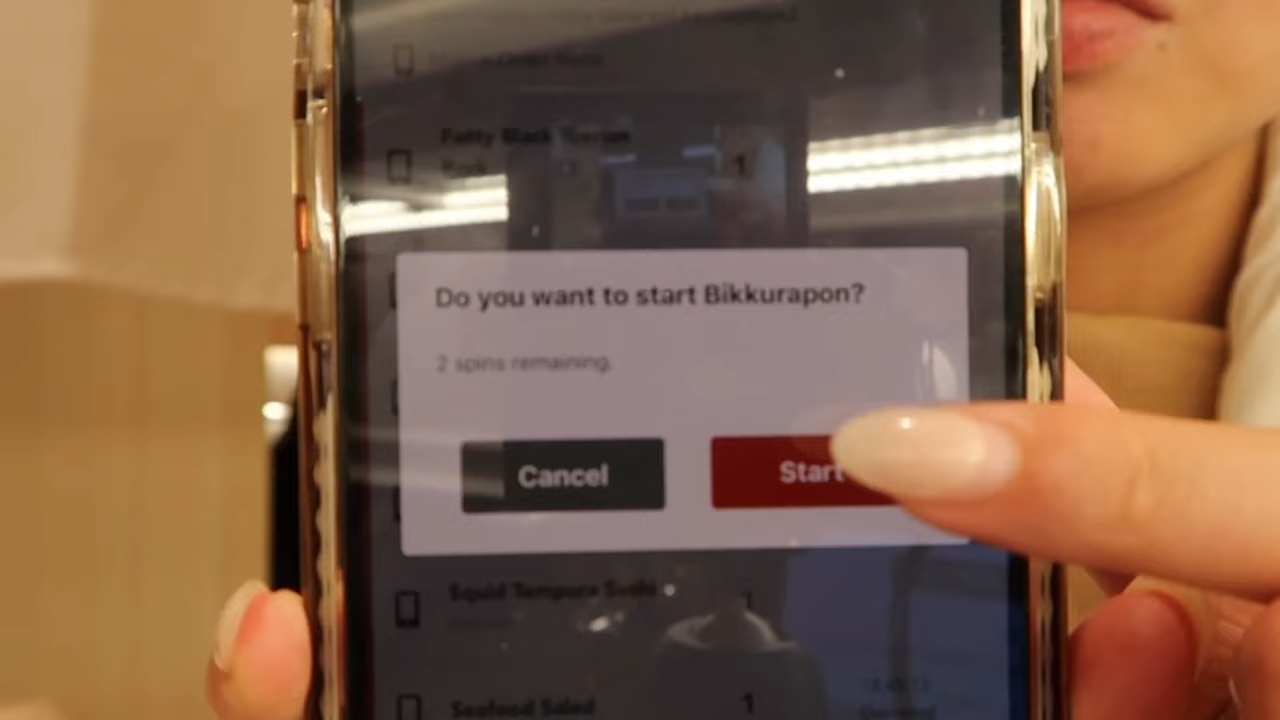 Fatty Black Iberian
Pork
1
Do you want to start Bikkurapon?
2 spins remaining.
Cancel
Start
Squid Tempura Sushi
1
Seafood Salad
1